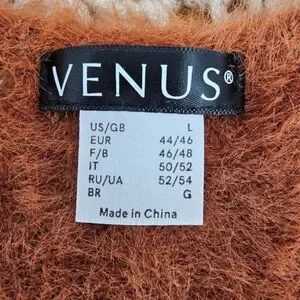 VENUS®
US/GB L
EUR 44/46
F/B 46/48
IT 50/52
RU/UA 52/54
BR G
Made in China